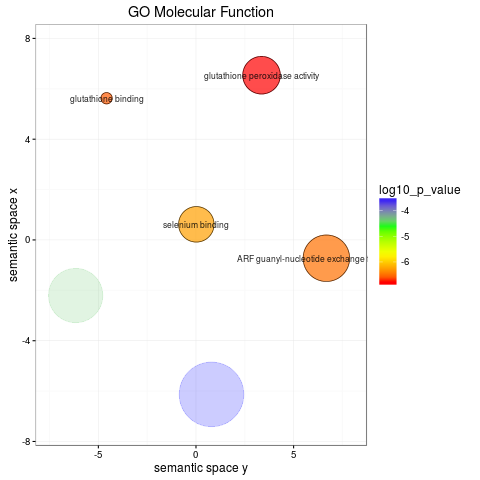 GO Molecular Function
8
glutathione peroxidase activity
glutathione binding
4
log10_p_value
-4
-5
-6
semantic space x
selenium binding
0
ARF guanyl-nucleotide exchange
-4
-8
-5
0
5
semantic space y